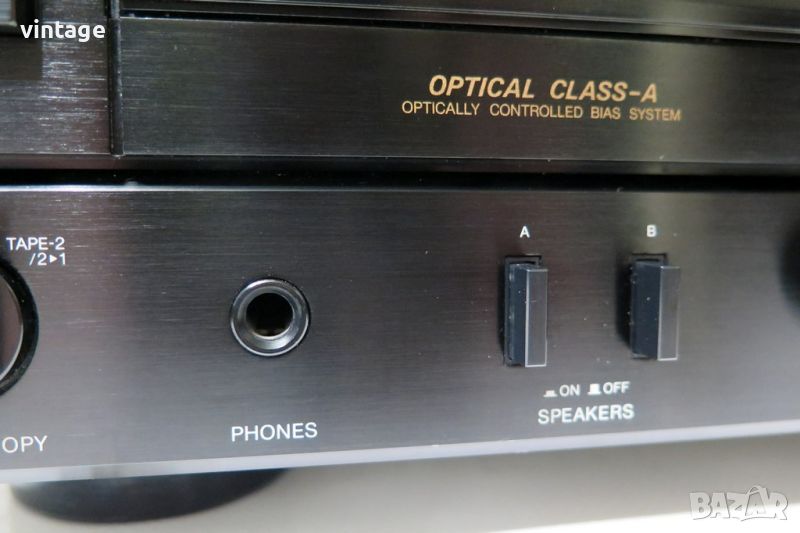 vintage
OPTICAL CLASS-A
OPTICALLY CONTROLLED BIAS SYSTEM
TAPE-2
/2▶1
A
B
ON OFF
SPEAKERS
OPY
PHONES
BAZAR